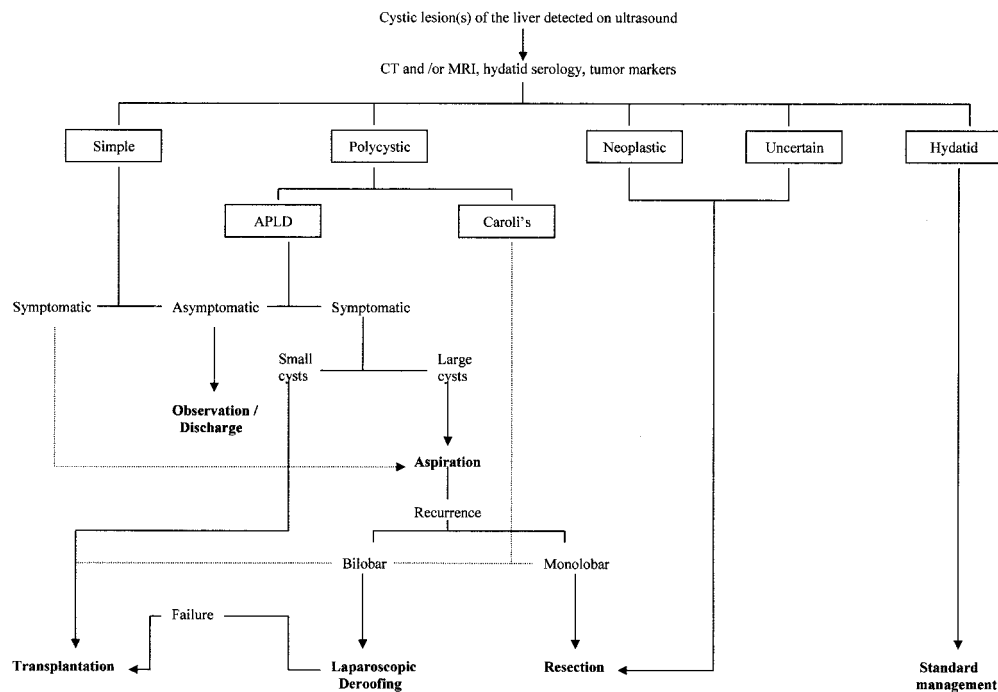 Cystic lesion(s) of the liver detected on ultrasound
CT and /or MRI, hydatid serology, tumor markers
Simple
Polycystic
Neoplastic
Uncertain
Hydatid
APLD
Caroli's
Symptomatic
Asymptomatic
Symptomatic
Small
cysts
Large
cysts
Observation /
Discharge
Aspiration
Recurrence
Bilobar
Monolobar
Failure
Transplantation
Laparoscopic
Deroofing
Resection
Standard
management